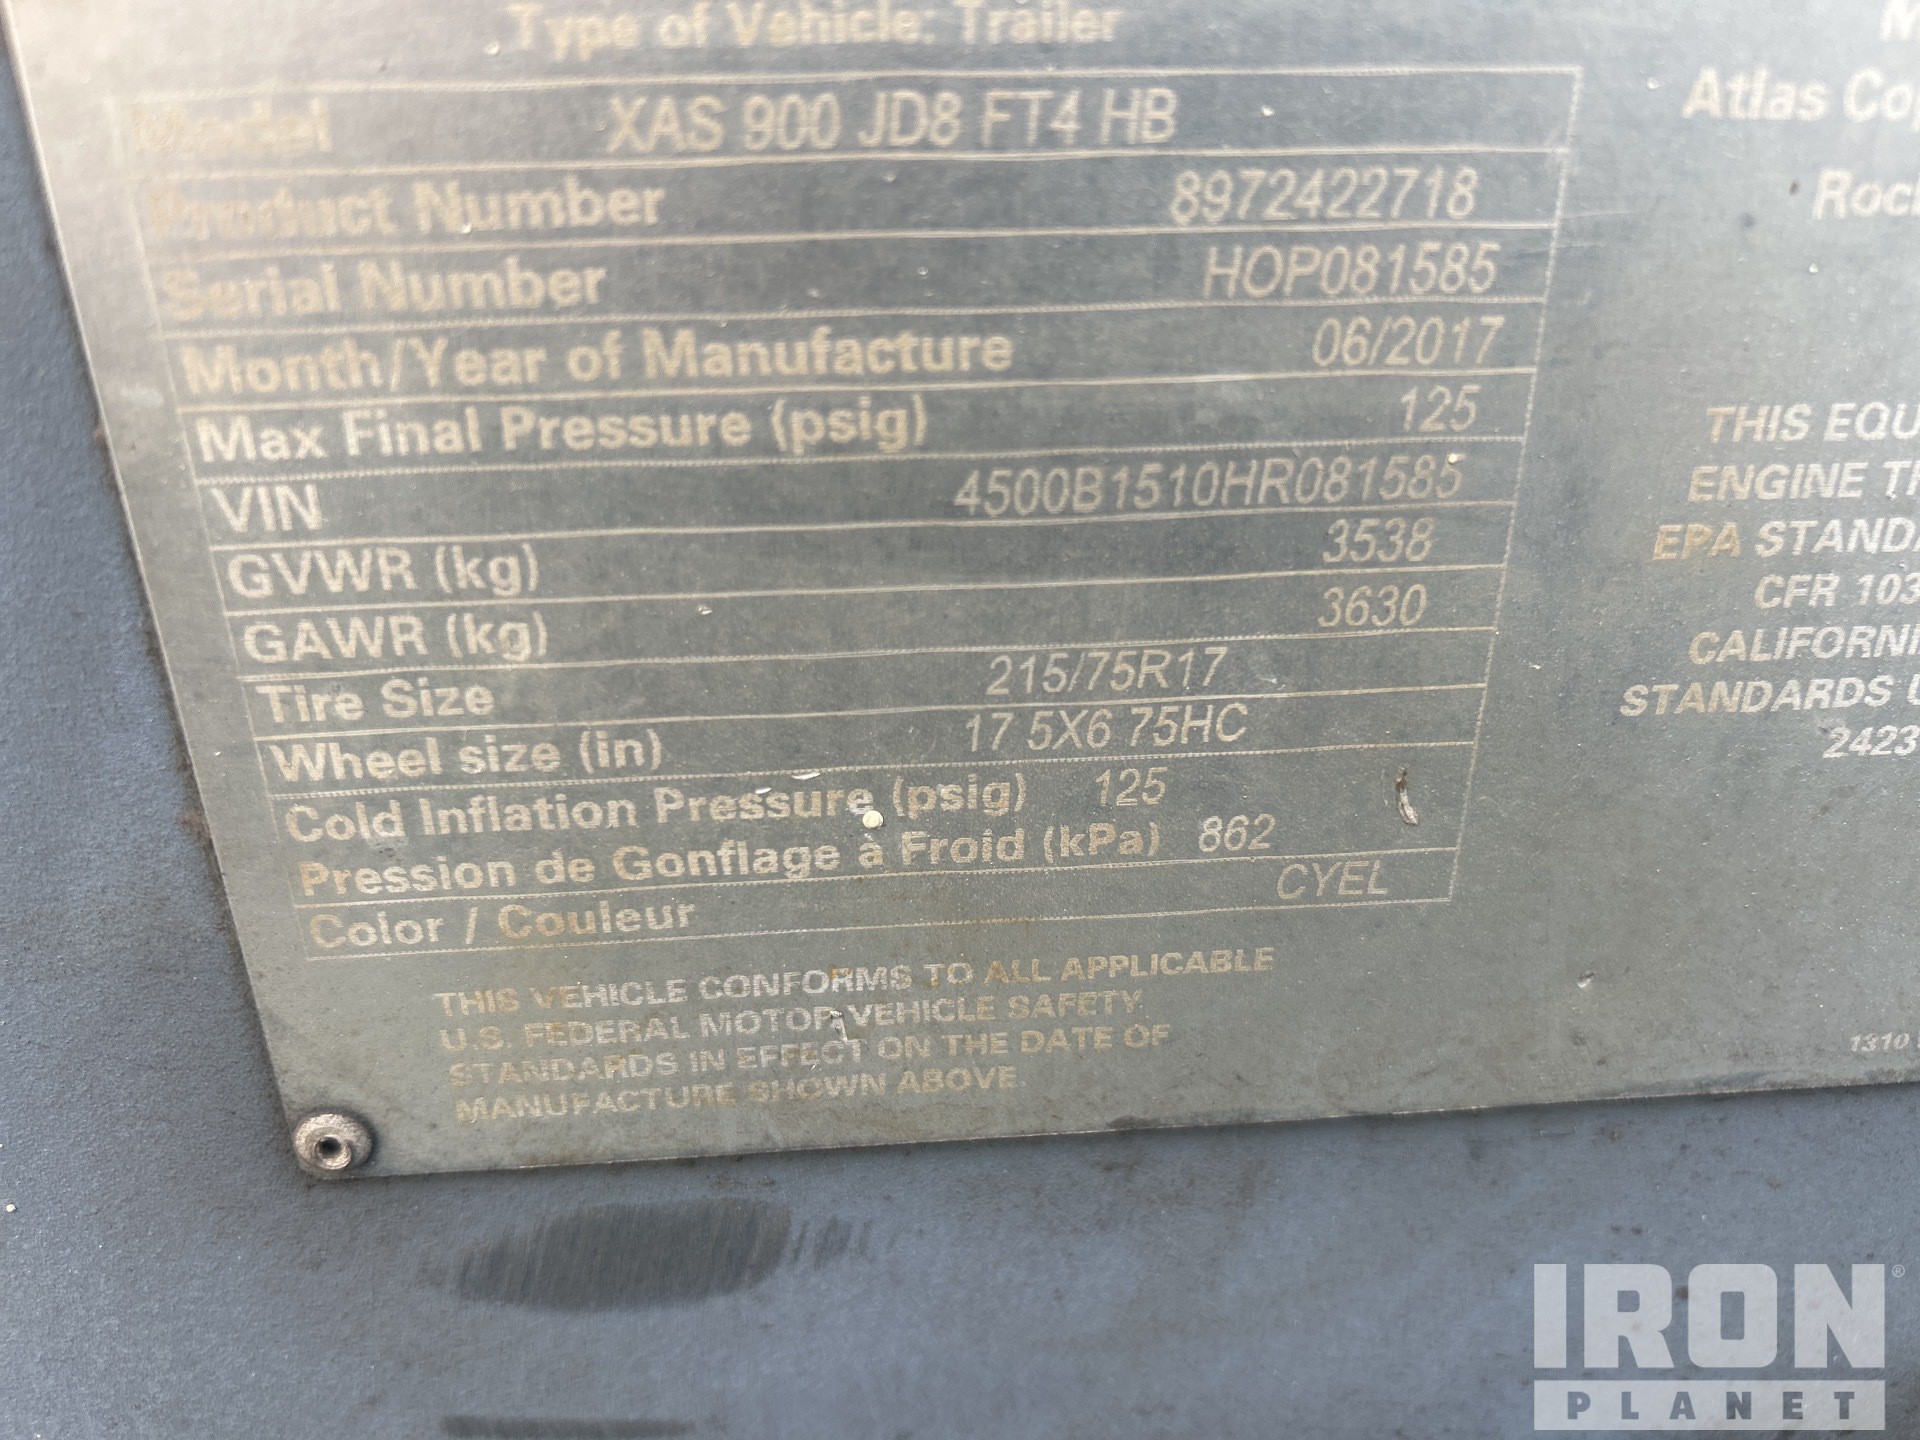 Type of Vehicle: Trailer
Model XAS 900 JD8 FT4 HB
Product Number 8972422718
Serial Number HOP081585
Month/Year of Manufacture 06/2017
Max Final Pressure (psig) 125
VIN 4500B1510HR081585
GVWR (kg) 3538
GAWR (kg) 3630
Tire Size 215/75R17
Wheel size (in) 17 5X6 75HC
Cold Inflation Pressure (psig) 125
Pression de Gonflage à Froid (kPa) 862
Color / Couleur CYEL
THIS VEHICLE CONFORMS TO ALL APPLICABLE
U.S. FEDERAL MOTOR VEHICLE SAFETY
STANDARDS IN EFFECT ON THE DATE OF
MANUFACTURE SHOWN ABOVE.
Atlas Cop
Rock
THIS EQU
ENGINE TH
EPA STANDA
CFR 103
CALIFORNI
STANDARDS U
2423
1310
IRON®
PLANET